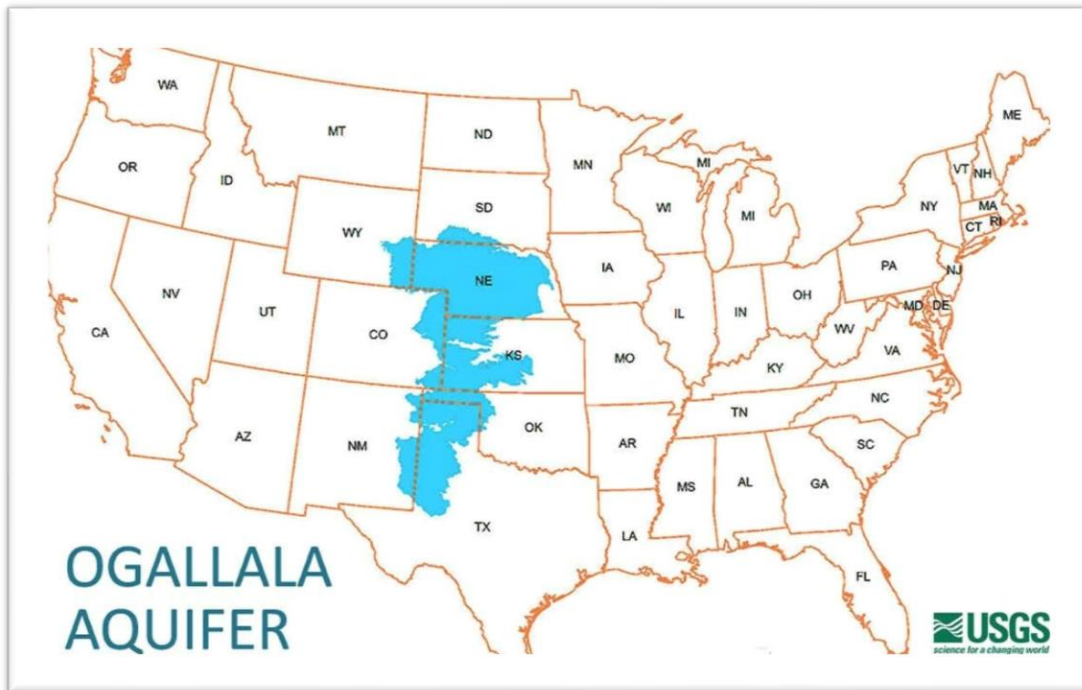 WA
MT
ND
MN
ME
OR
ID
SD
WI
MI
MI
VT
NH
NY
MA
CT
RI
WY
NE
IA
PA
NJ
NV
UT
CO
IL
IN
OH
MD
DE
WV
VA
CA
KS
MO
KY
AZ
NM
OK
AR
TN
NC
SC
MS
AL
GA
TX
LA
FL
OGALLALA
AQUIFER
USGS
science for a changing world